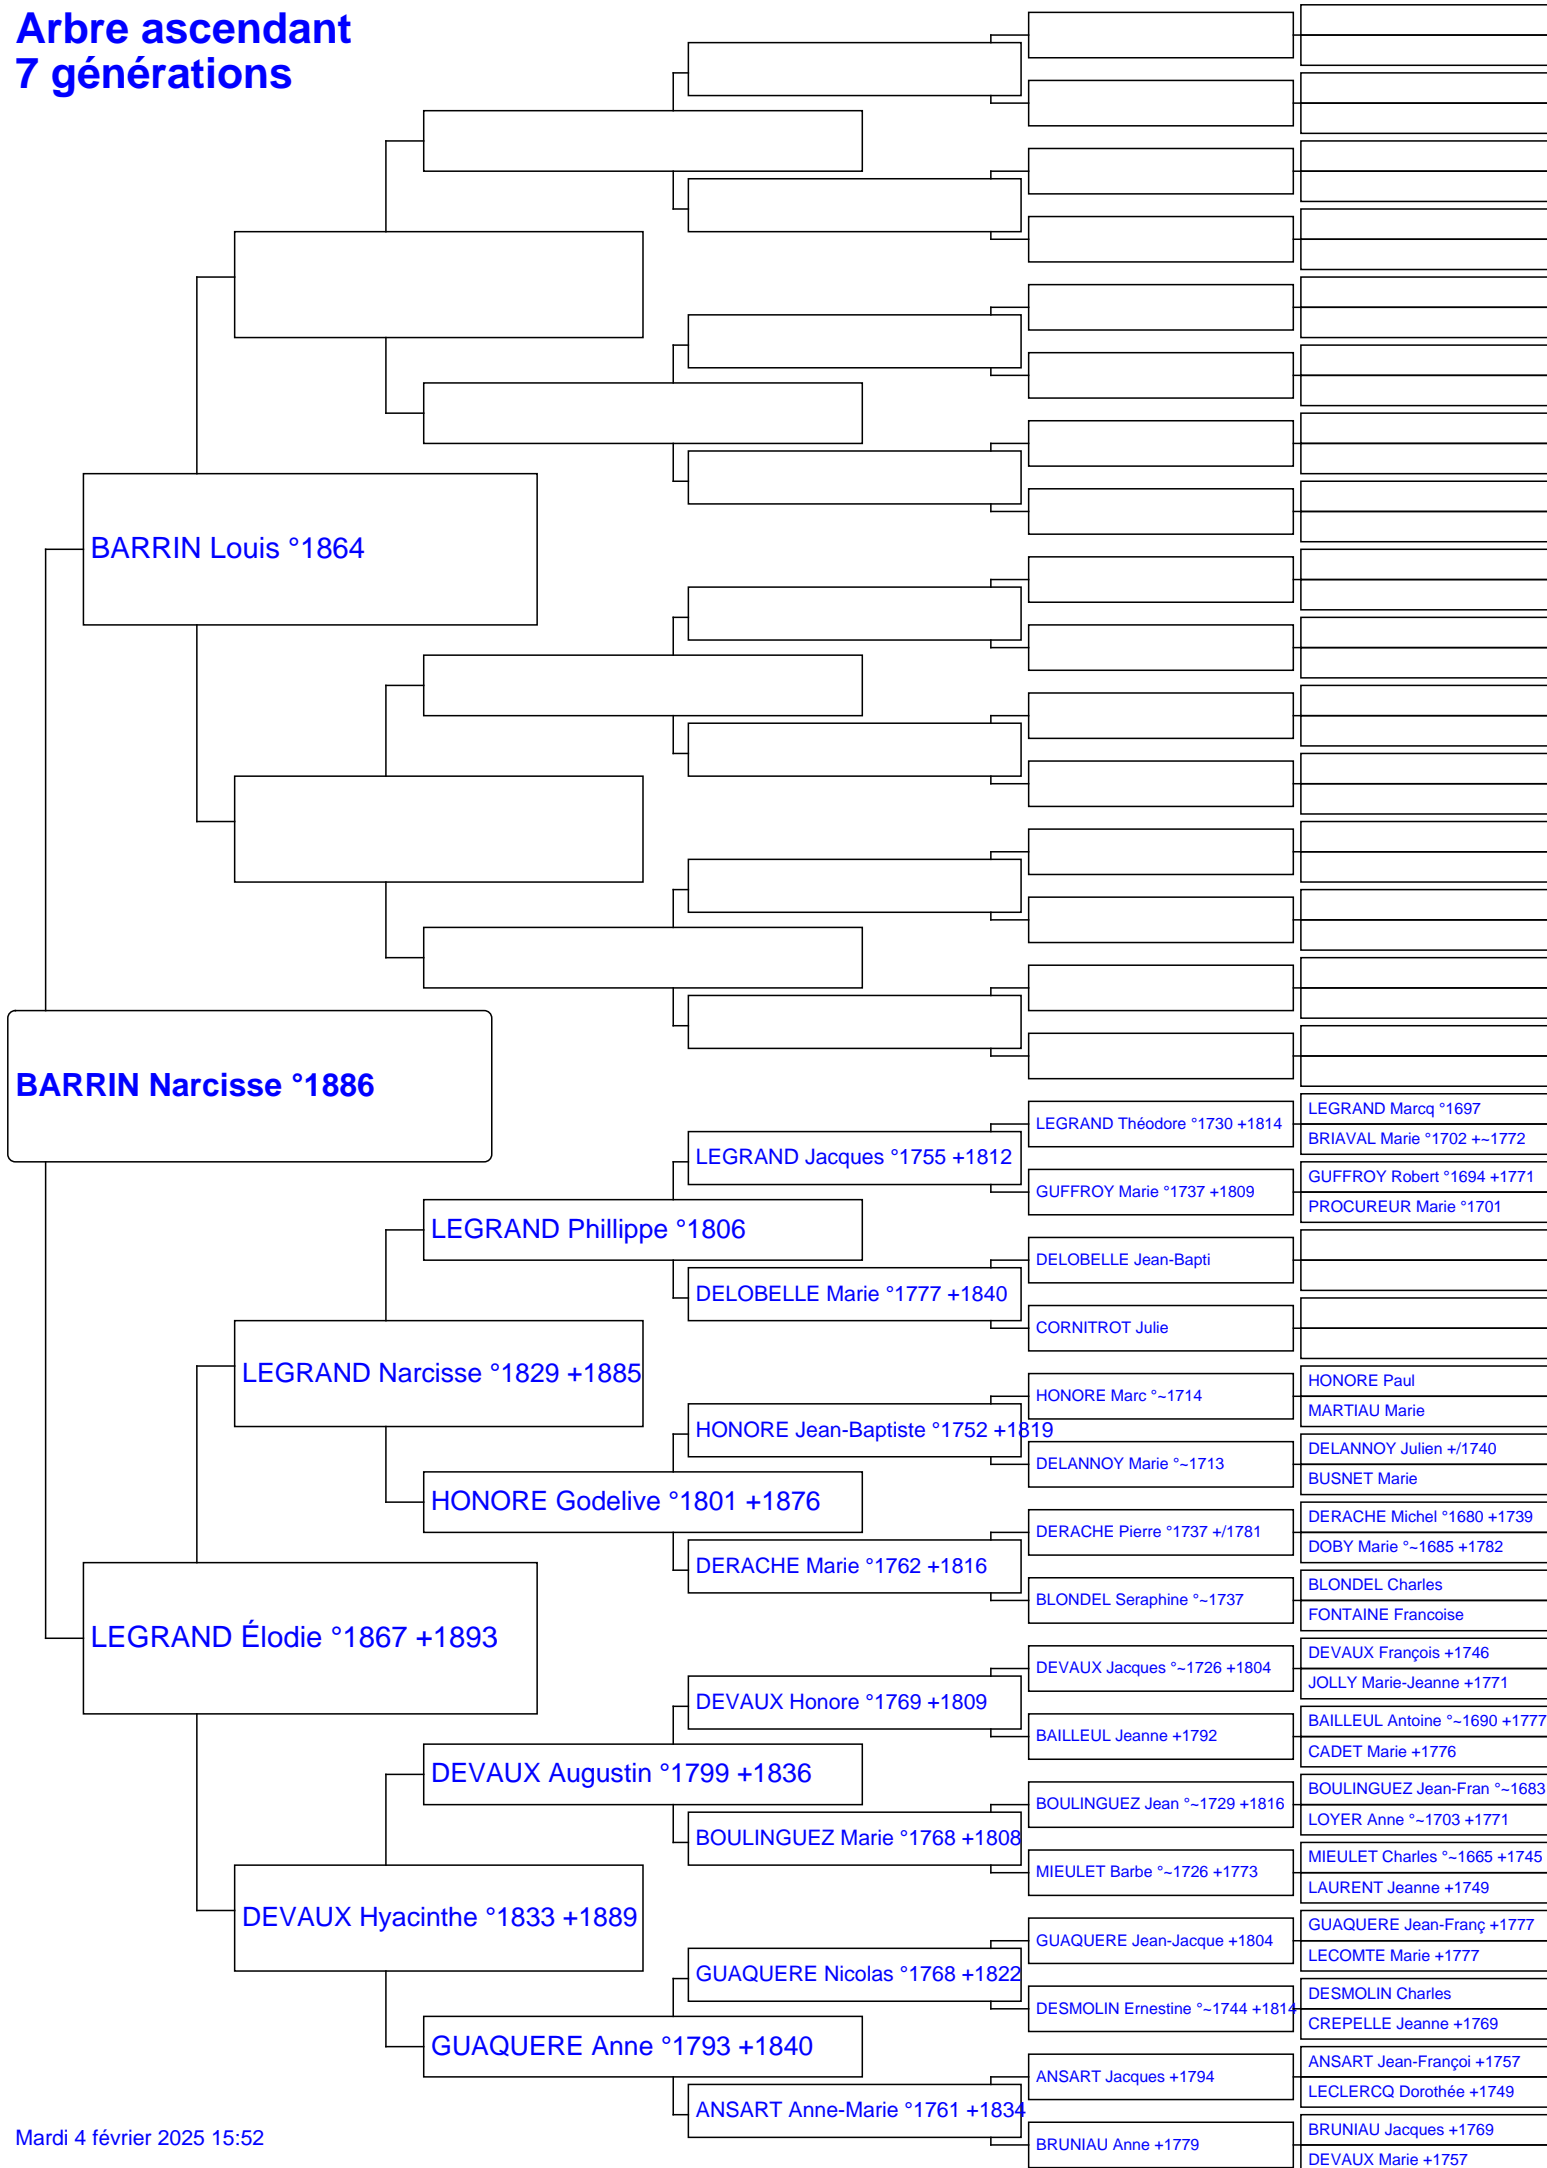 Arbre ascendant
7 générations
BARRIN Louis °1864
BARRIN Narcisse °1886
LEGRAND Théodore °1730 +1814
LEGRAND Marcq °1697
BRIAVAL Marie °1702 +~1772
LEGRAND Jacques °1755 +1812
GUFFROY Marie °1737 +1809
GUFFROY Robert °1694 +1771
PROCUREUR Marie °1701
LEGRAND Phillippe °1806
DELOBELLE Jean-Bapti
DELOBELLE Marie °1777 +1840
CORNITROT Julie
LEGRAND Narcisse °1829 +1885
HONORE Marc °~1714
HONORE Paul
MARTIAU Marie
HONORE Jean-Baptiste °1752 +1819
DELANNOY Marie °~1713
DELANNOY Julien +/1740
BUSNET Marie
HONORE Godelive °1801 +1876
DERACHE Pierre °1737 +/1781
DERACHE Michel °1680 +1739
DOBY Marie °~1685 +1782
DERACHE Marie °1762 +1816
BLONDEL Seraphine °~1737
BLONDEL Charles
FONTAINE Francoise
LEGRAND Élodie °1867 +1893
DEVAUX Jacques °~1726 +1804
DEVAUX François +1746
JOLLY Marie-Jeanne +1771
DEVAUX Honore °1769 +1809
BAILLEUL Jeanne +1792
BAILLEUL Antoine °~1690 +1777
CADET Marie +1776
DEVAUX Augustin °1799 +1836
BOULINGUEZ Jean °~1729 +1816
BOULINGUEZ Jean-Fran °~1683
LOYER Anne °~1703 +1771
BOULINGUEZ Marie °1768 +1808
MIEULET Barbe °~1726 +1773
MIEULET Charles °~1665 +1745
LAURENT Jeanne +1749
DEVAUX Hyacinthe °1833 +1889
GUAQUERE Jean-Jacque +1804
GUAQUERE Jean-Franç +1777
LECOMTE Marie +1777
GUAQUERE Nicolas °1768 +1822
DESMOLIN Ernestine °~1744 +1814
DESMOLIN Charles
CREPELLE Jeanne +1769
GUAQUERE Anne °1793 +1840
ANSART Jacques +1794
ANSART Jean-Françoi +1757
LECLERCQ Dorothée +1749
ANSART Anne-Marie °1761 +1834
BRUNIAU Anne +1779
BRUNIAU Jacques +1769
DEVAUX Marie +1757
Mardi 4 février 2025 15:52